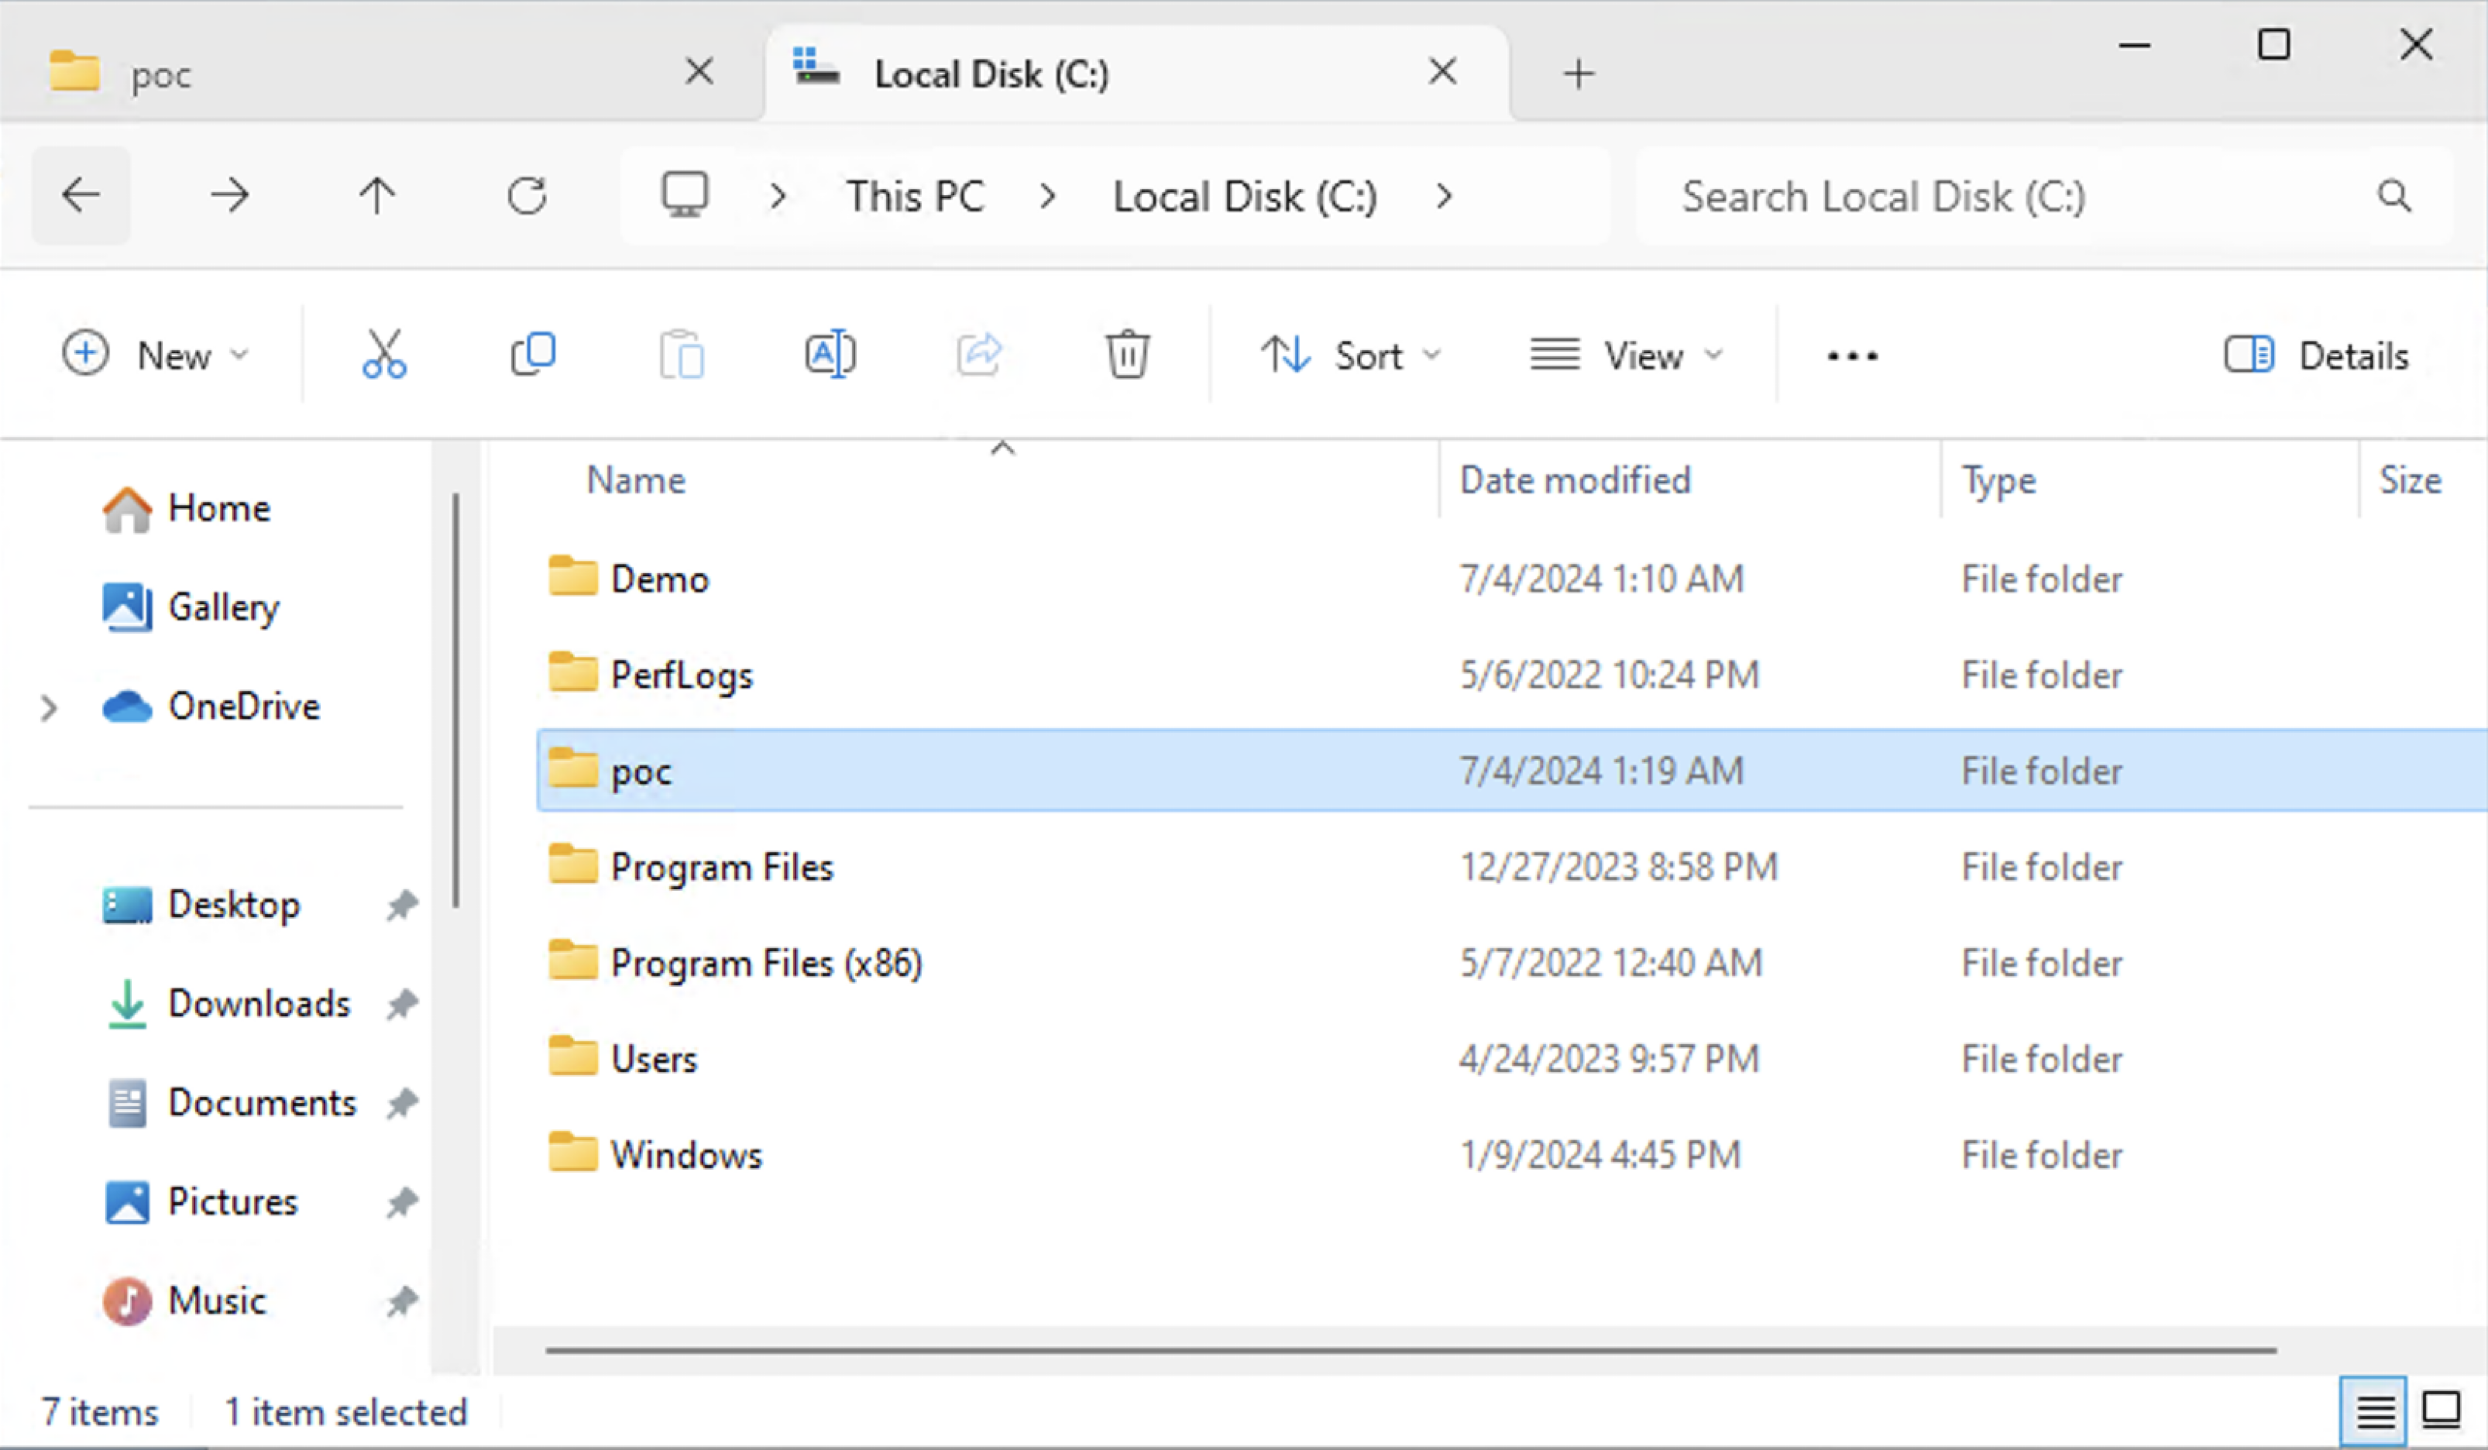 poc
Local Disk (C:)
This PC
Local Disk (C:)
Search Local Disk (C:)
New
Sort
View
Details
Name
Date modified
Type
Size
Home
Gallery
OneDrive
Desktop
Downloads
Documents
Pictures
Music
Demo 7/4/2024 1:10 AM File folder
PerfLogs 5/6/2022 10:24 PM File folder
poc 7/4/2024 1:19 AM File folder
Program Files 12/27/2023 8:58 PM File folder
Program Files (x86) 5/7/2022 12:40 AM File folder
Users 4/24/2023 9:57 PM File folder
Windows 1/9/2024 4:45 PM File folder
7 items 1 item selected